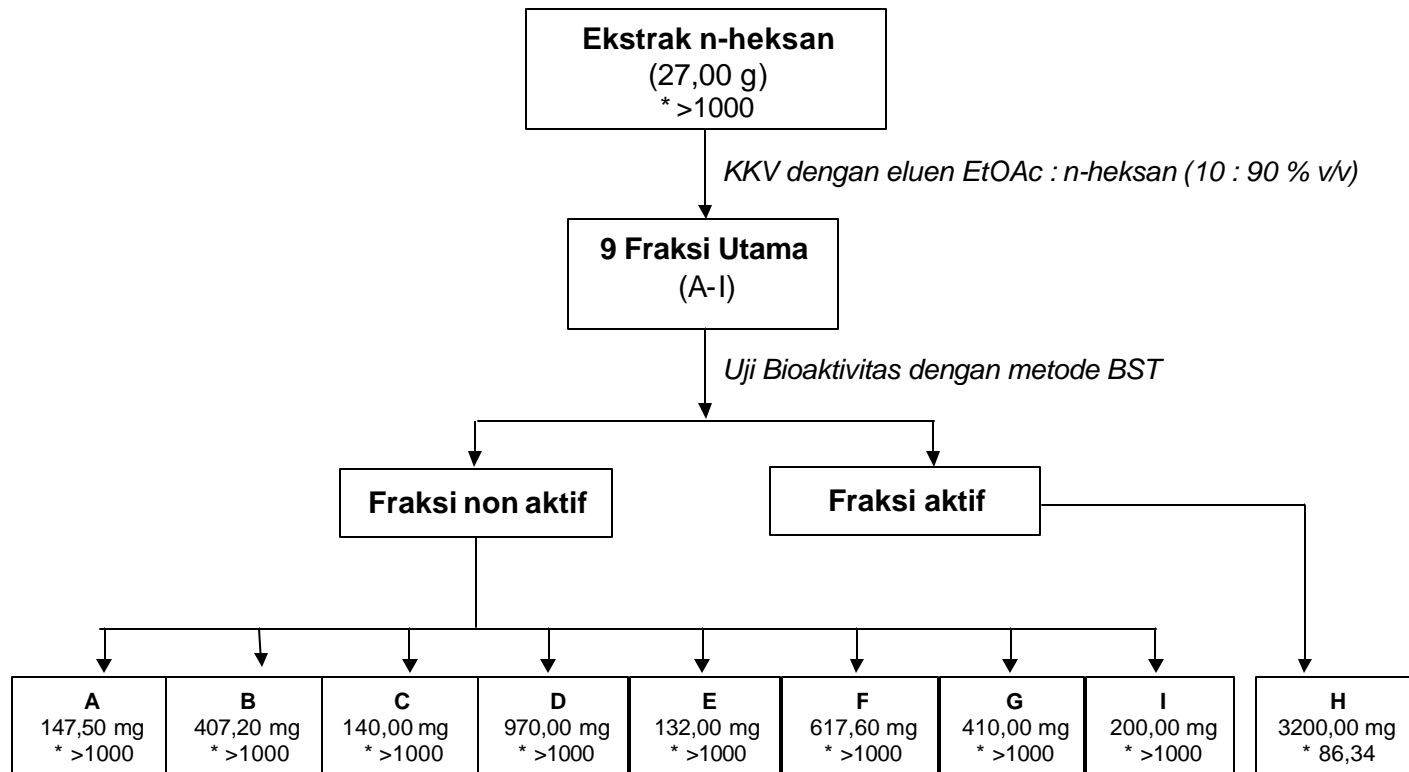 Ekstrak n-heksan
(27,00 g)
* >1000
KKV dengan eluen EtOAc : n-heksan (10 : 90 % v/v)
9 Fraksi Utama
(A-I)
Uji Bioaktivitas dengan metode BST
Fraksi non aktif
Fraksi aktif
A
147,50 mg
* >1000
B
407,20 mg
* >1000
C
140,00 mg
* >1000
D
970,00 mg
* >1000
E
132,00 mg
* >1000
F
617,60 mg
* >1000
G
410,00 mg
* >1000
I
200,00 mg
* >1000
H
3200,00 mg
* 86,34